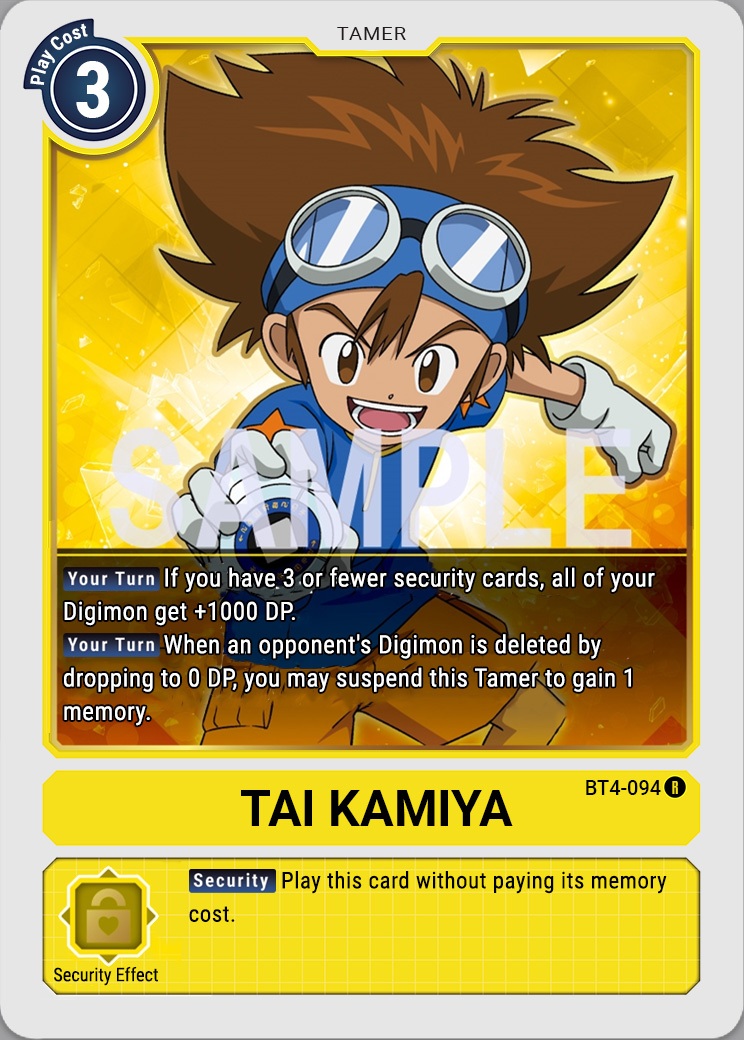 TAMER
Play Cost
3
SAMPLE
Your Turn If you have 3 or fewer security cards, all of your
Digimon get +1000 DP.
Your Turn When an opponent's Digimon is deleted by
dropping to 0 DP, you may suspend this Tamer to gain 1
memory.
BT4-094 R
TAI KAMIYA
Security Play this card without paying its memory
cost.
Security Effect